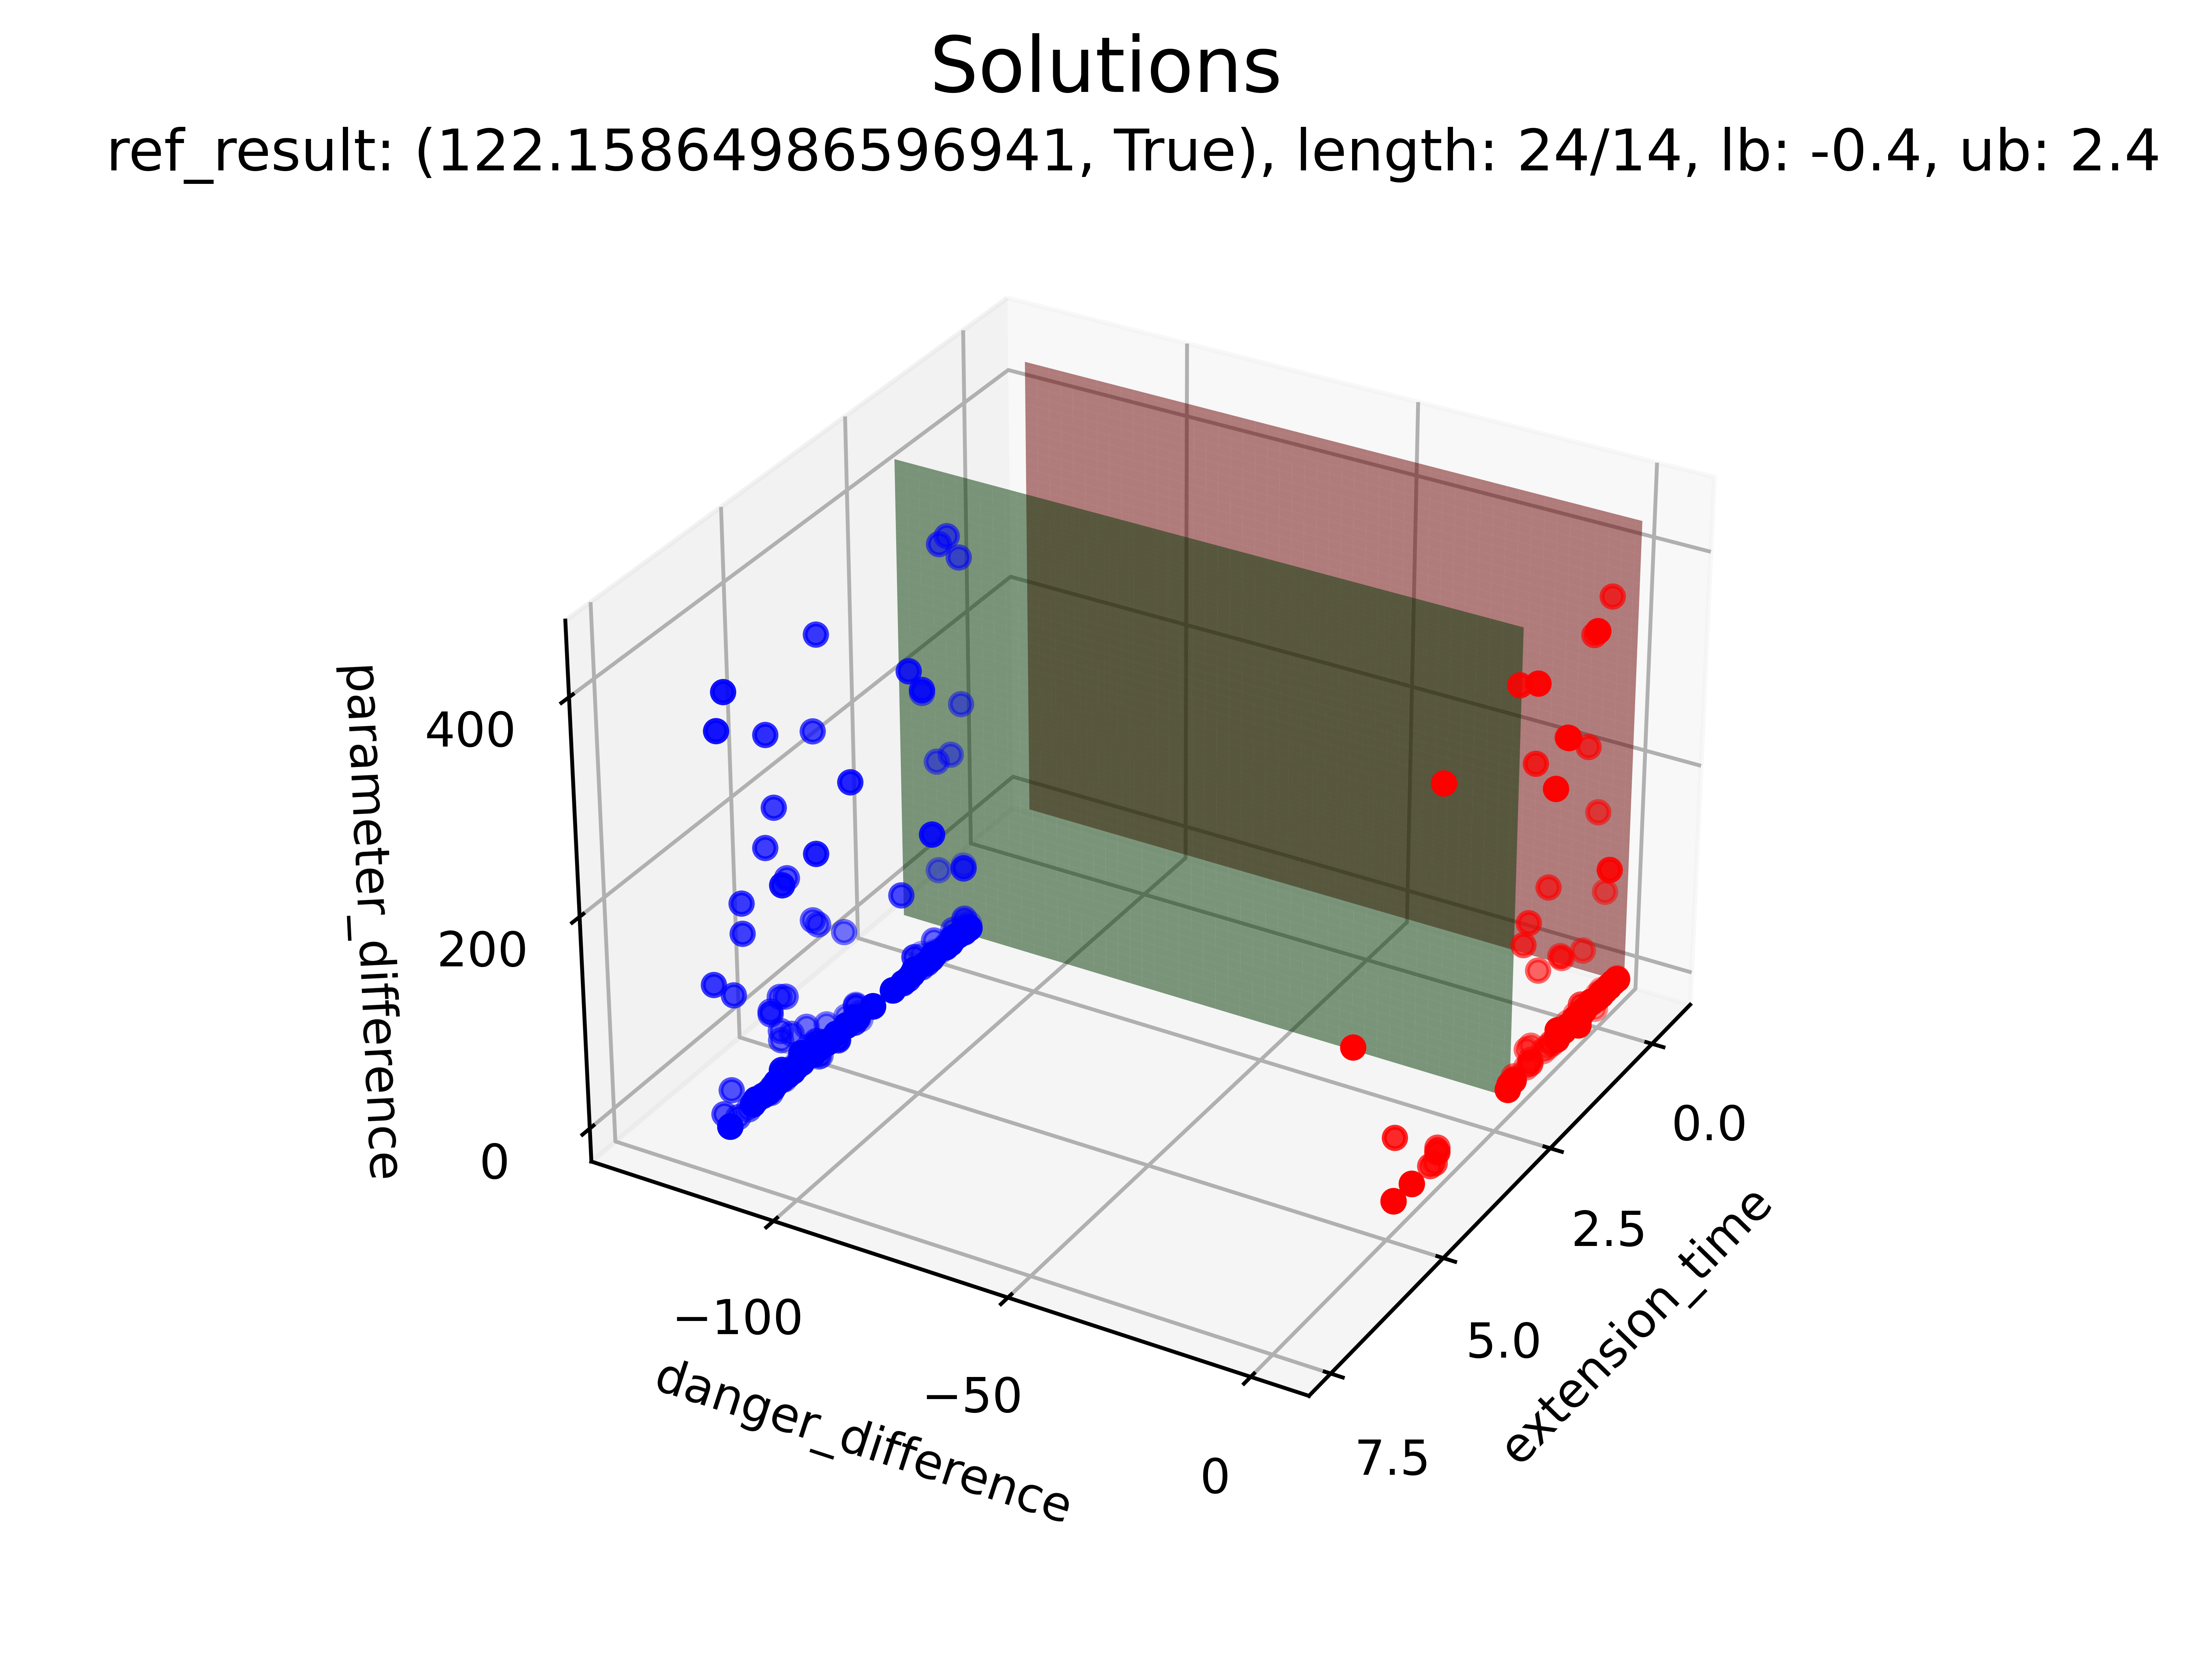 Solutions
ref_result: (122.15864986596941, True), length: 24/14, lb: -0.4, ub: 2.4
parameter_difference
400
200
0
−100
−50
0
danger_difference
0.0
2.5
5.0
7.5
extension_time